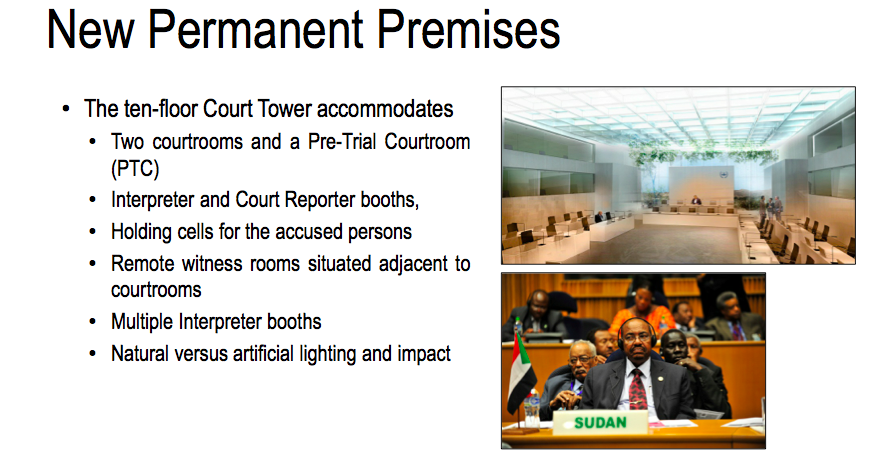 New Permanent Premises
• The ten-floor Court Tower accommodates
• Two courtrooms and a Pre-Trial Courtroom
(PTC)
• Interpreter and Court Reporter booths,
• Holding cells for the accused persons
• Remote witness rooms situated adjacent to
courtrooms
• Multiple Interpreter booths
• Natural versus artificial lighting and impact
SUDAN